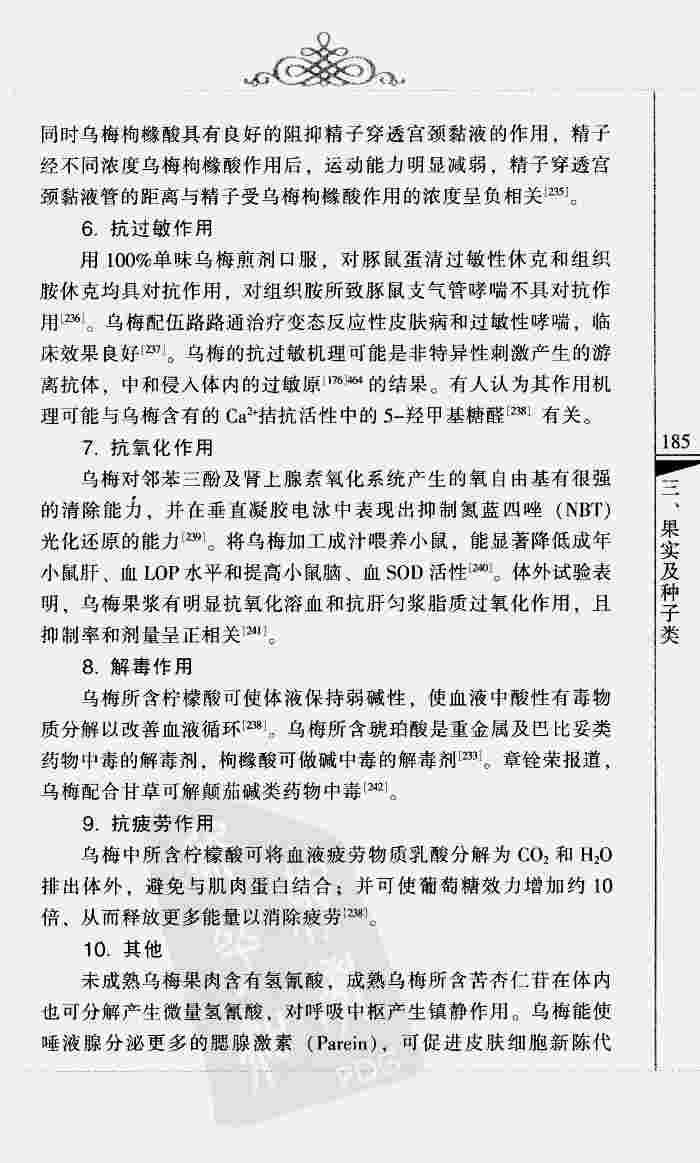 同时乌梅枸橼酸具有良好的阻抑精子穿透宫颈黏液的作用，精子
经不同浓度乌梅枸橼酸作用后，运动能力明显减弱，精子穿透宫
颈黏液管的距离与精子受乌梅枸橼酸作用的浓度呈负相关[235]。
6. 抗过敏作用
用 100%单味乌梅煎剂口服，对豚鼠蛋清过敏性休克和组织
胺休克均具对抗作用，对组织胺所致豚鼠支气管哮喘不具对抗作
用[236]。乌梅配伍路路通治疗变态反应性皮肤病和过敏性哮喘，临
床效果良好[237]。乌梅的抗过敏机理可能是非特异性刺激产生的游
离抗体，中和侵入体内的过敏原[176]464 的结果。有人认为其作用机
理可能与乌梅含有的 Ca²⁺拮抗活性中的 5-羟甲基糖醛[238] 有关。
7. 抗氧化作用
乌梅对邻苯三酚及肾上腺素氧化系统产生的氧自由基有很强
的清除能力，并在垂直凝胶电泳中表现出抑制氮蓝四唑（NBT）
光化还原的能力[239]。将乌梅加工成汁喂养小鼠，能显著降低成年
小鼠肝、血 LOP 水平和提高小鼠脑、血 SOD 活性[240]。体外试验表
明，乌梅果浆有明显抗氧化溶血和抗肝匀浆脂质过氧化作用，且
抑制率和剂量呈正相关[241]。
8. 解毒作用
乌梅所含柠檬酸可使体液保持弱碱性，使血液中酸性有毒物
质分解以改善血液循环[238]。乌梅所含琥珀酸是重金属及巴比妥类
药物中毒的解毒剂，枸橼酸可做碱中毒的解毒剂[233]。章铨荣报道，
乌梅配合甘草可解颠茄碱类药物中毒[242]。
9. 抗疲劳作用
乌梅中所含柠檬酸可将血液疲劳物质乳酸分解为 CO₂ 和 H₂O
排出体外，避免与肌肉蛋白结合；并可使葡萄糖效力增加约 10
倍，从而释放更多能量以消除疲劳[238]。
10. 其他
未成熟乌梅果肉含有氢氰酸，成熟乌梅所含苦杏仁苷在体内
也可分解产生微量氢氰酸，对呼吸中枢产生镇静作用。乌梅能使
唾液腺分泌更多的腮腺激素（Parein），可促进皮肤细胞新陈代
185
三、果实及种子类